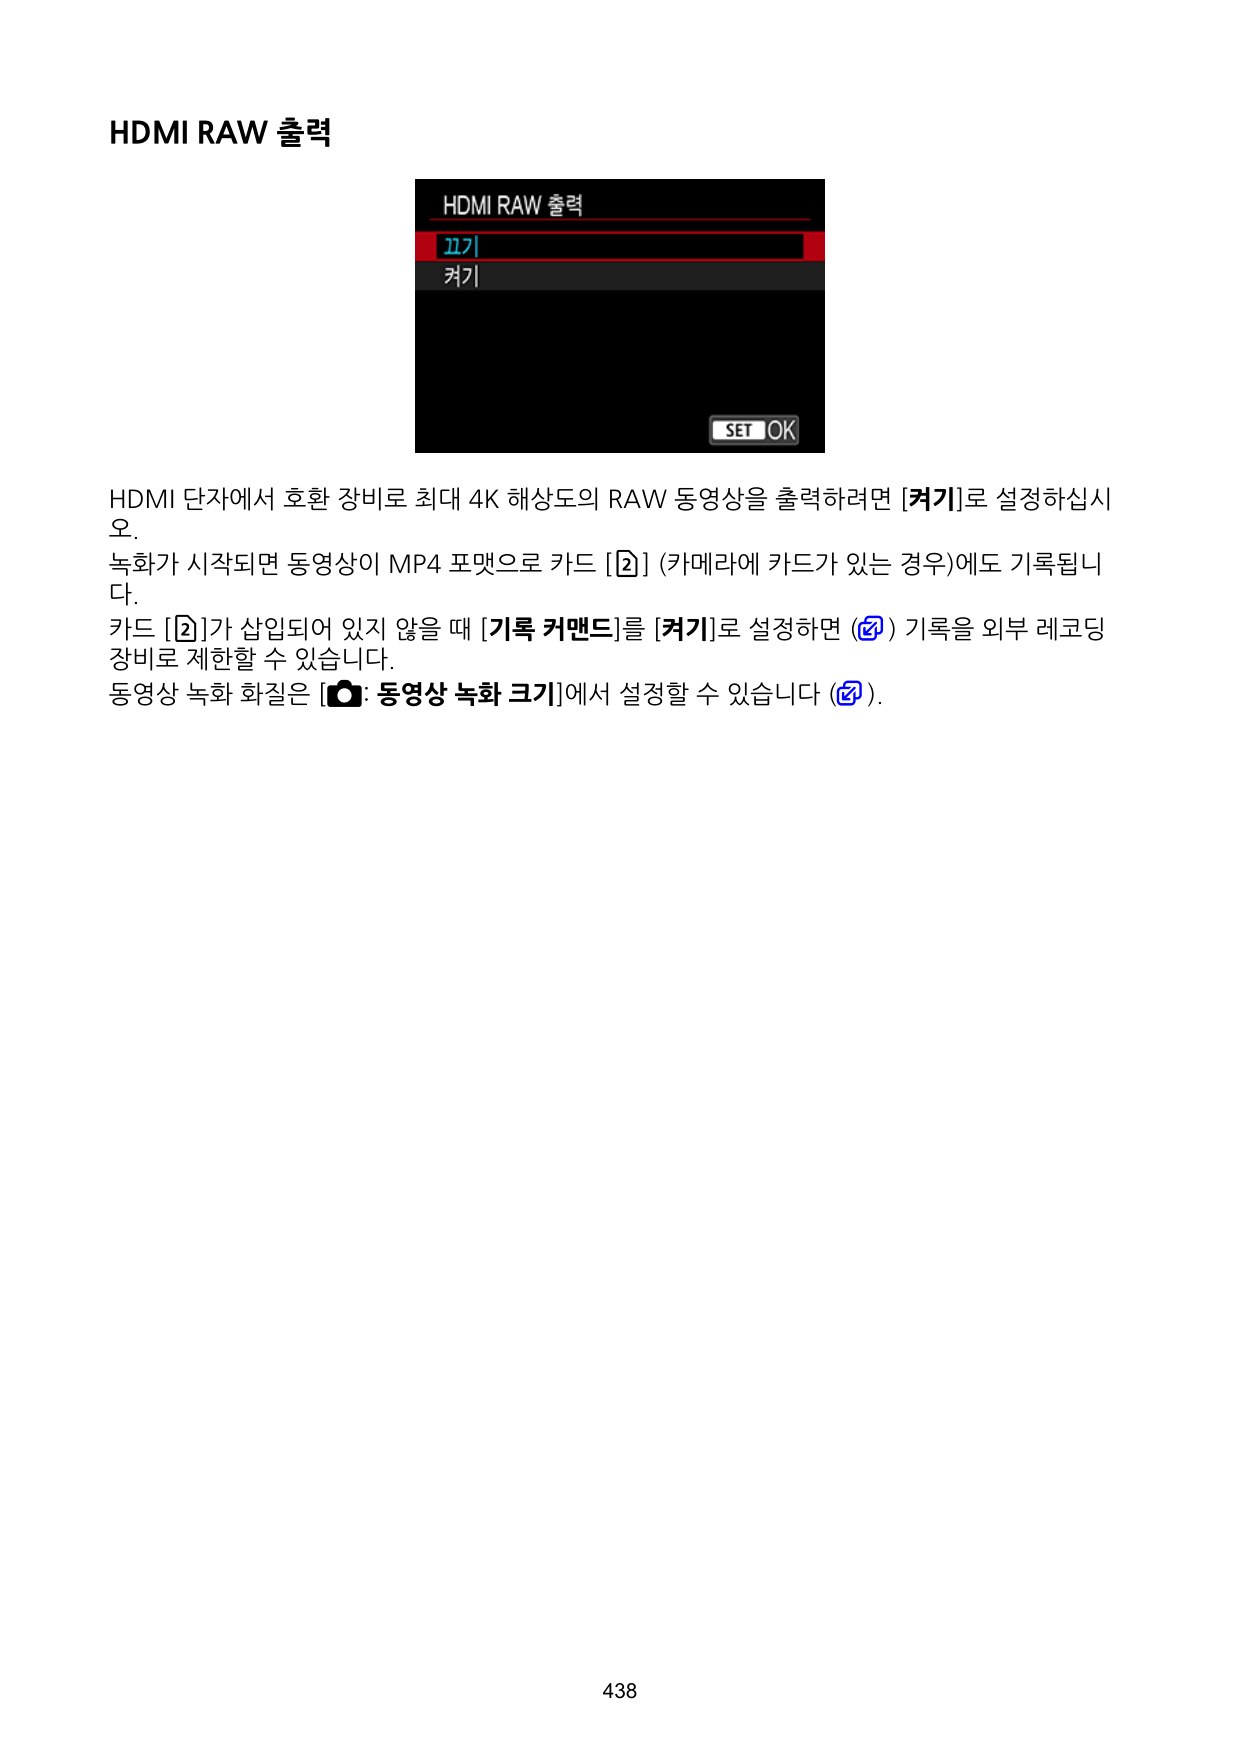 HDMI RAW 출력
HDMI RAW 출력
끄기
켜기
SET OK
HDMI 단자에서 호환 장비로 최대 4K 해상도의 RAW 동영상을 출력하려면 [켜기]로 설정하십시
오.
녹화가 시작되면 동영상이 MP4 포맷으로 카드 [2] (카메라에 카드가 있는 경우)에도 기록됩니
다.
카드 [2]가 삽입되어 있지 않을 때 [기록 커맨드]를 [켜기]로 설정하면 ( ) 기록을 외부 레코딩
장비로 제한할 수 있습니다.
동영상 녹화 화질은 [ : 동영상 녹화 크기]에서 설정할 수 있습니다 ( ).
438